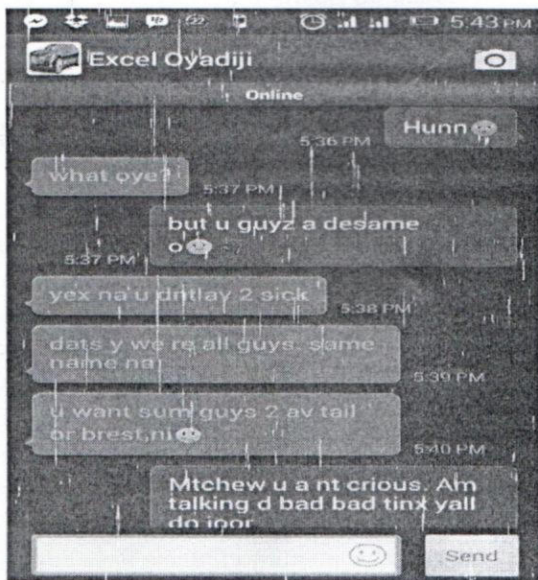 5:43 PM
Excel Oyadiji
Online
Hunn
5:36 PM
what oye?
5:37 PM
but u guyz a desame
o
5:37 PM
yex na'u dntlay 2 sick
5:38 PM
dats y we re all guys. same
name na
5:39 PM
u want sum guys 2 av tail
or brest,ni
5:40 PM
Mtchew u a nt crious. Am
talking d bad bad tinx yall
do joor
Send